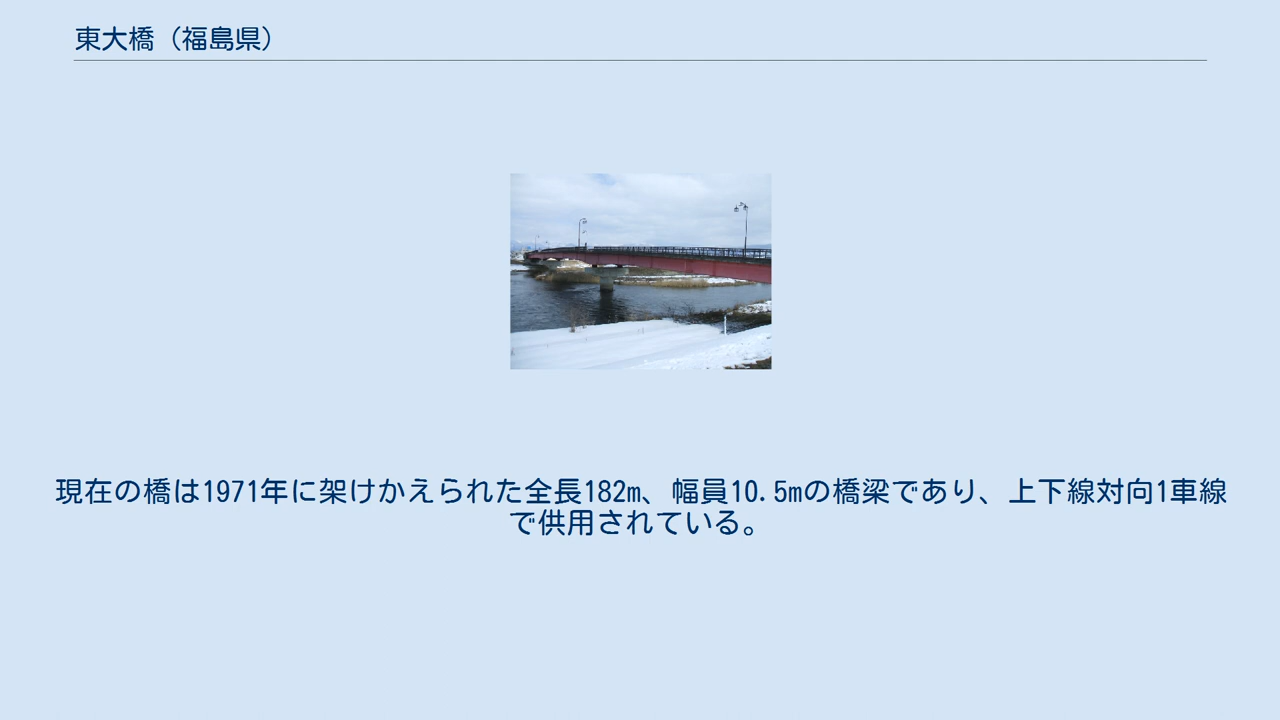 東大橋（福島県）
現在の橋は1971年に架けかえられた全長182m、幅員10.5mの橋梁であり、上下線対向1車線
で供用されている。